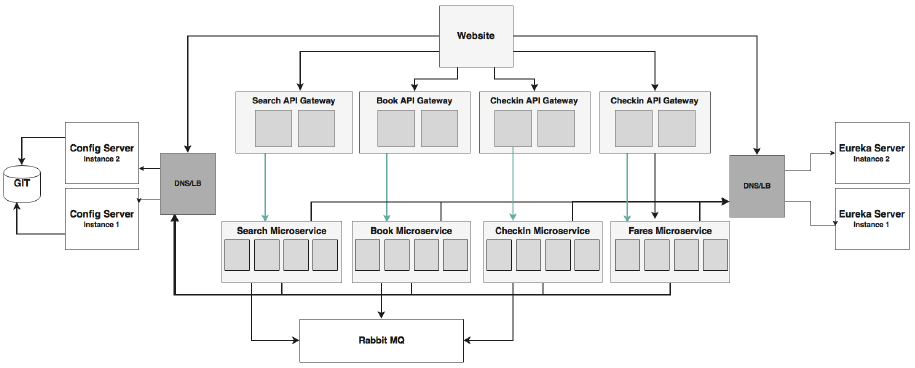 Website
Search API Gateway
Book API Gateway
Checkin API Gateway
Checkin API Gateway
Config Server
Instance 2
Eureka Server
Instance 2
GIT
DNS/LB
DNS/LB
Config Server
Instance 1
Eureka Server
Instance 1
Search Microservice
Book Microservice
CheckIn Microservice
Fares Microservice
Rabbit MQ